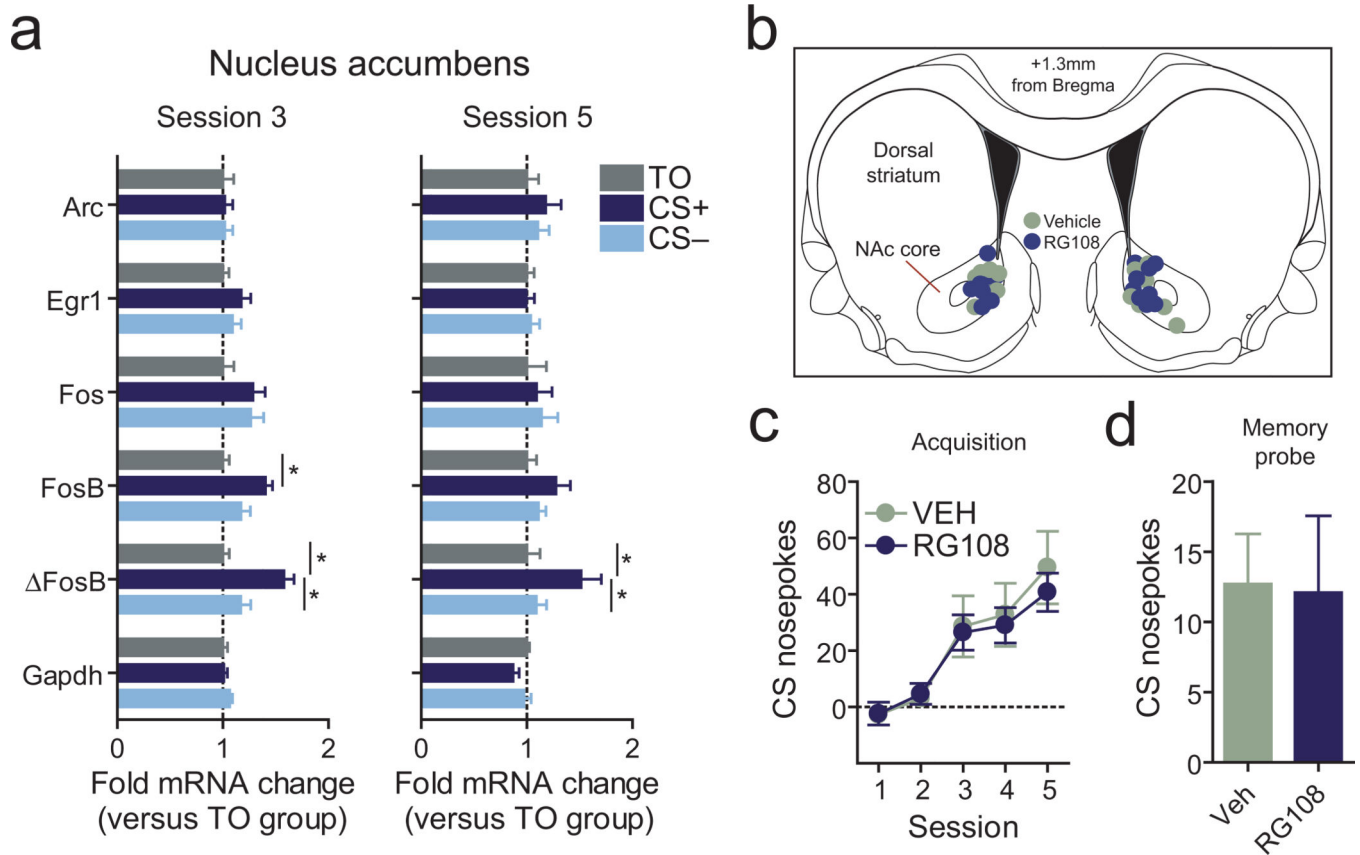 a
Nucleus accumbens
Session 3
Session 5
TO
CS+
CS–
Arc
Egr1
Fos
FosB
*
ΔFosB
*
*
*
*
Gapdh
0 1 2
0 1 2
Fold mRNA change
(versus TO group)
Fold mRNA change
(versus TO group)
b
+1.3mm
from Bregma
Dorsal
striatum
Vehicle
RG108
NAc core
c
Acquisition
VEH
RG108
CS nosepokes
80
60
40
20
0
1 2 3 4 5
Session
d
Memory
probe
CS nosepokes
20
15
10
5
0
Veh
RG108